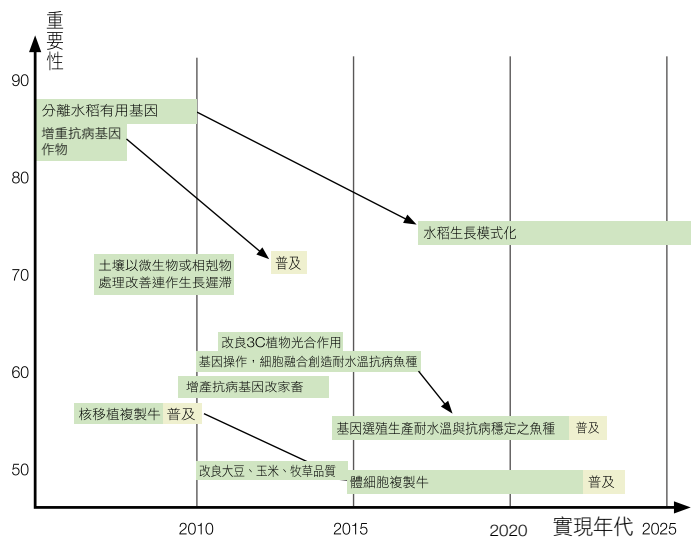 重要性
90
分離水稻有用基因
增重抗病基因
作物
80
水稻生長模式化
土壤以微生物或相剋物
處理改善連作生長遲滯
普及
70
改良3C植物光合作用
基因操作，細胞融合創造耐水溫抗病魚種
60
增產抗病基因改家畜
核移植複製牛
普及
基因選殖生產耐水溫與抗病穩定之魚種
普及
50
改良大豆、玉米、牧草品質
體細胞複製牛
普及
2010
2015
2020
實現年代
2025